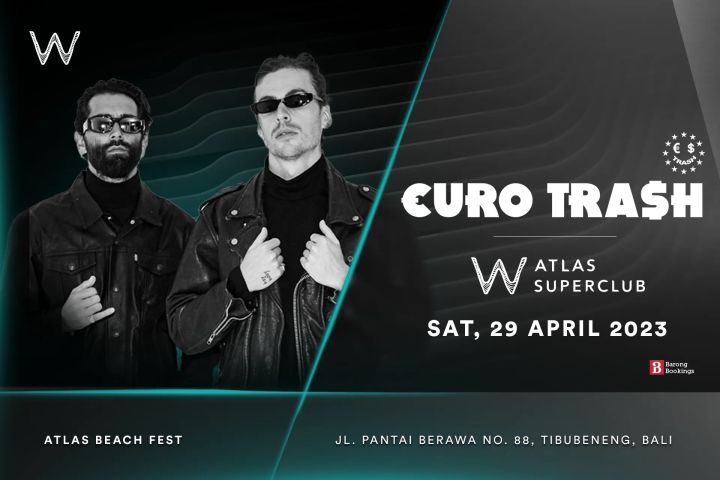 W
€ $
TRASH
€URO TRA$H
W ATLAS
SUPERCLUB
SAT, 29 APRIL 2023
B Barong
Bookings
ATLAS BEACH FEST
JL. PANTAI BERAWA NO. 88, TIBUBENENG, BALI